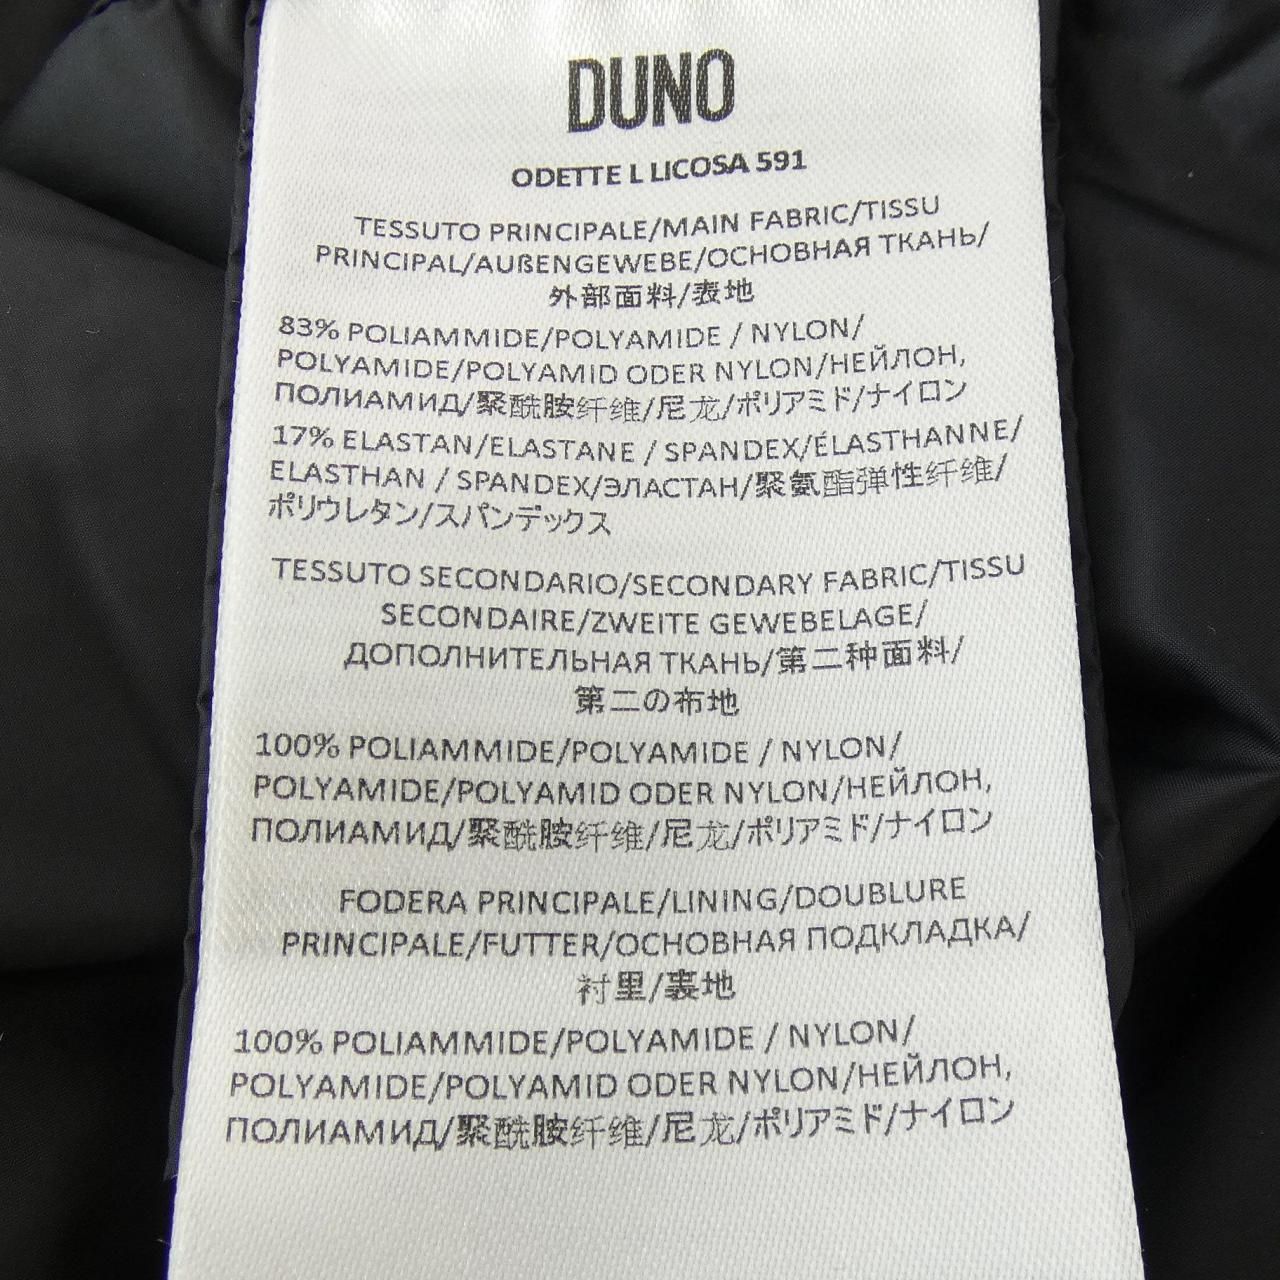 DUNO
ODETTE L LICOSA 591
TESSUTO PRINCIPALE/MAIN FABRIC/TISSU
PRINCIPAL/AUßENGEWEBE/ОСНОВНАЯ ТКАНЬ/
外部面料/表地
83% POLIAMMIDE/POLYAMIDE / NYLON/
POLYAMIDE/POLYAMID ODER NYLON/НЕЙЛОН,
ПОЛИАМИД/聚酰胺纤维/尼龙/ポリアミド/ナイロン
17% ELASTAN/ELASTANE / SPANDEX/ÉLASTHANNE/
ELASTHAN / SPANDEX/ЭЛАСТАН/聚氨酯弹性纤维/
ポリウレタン/スパンデックス
TESSUTO SECONDARIO/SECONDARY FABRIC/TISSU
SECONDAIRE/ZWEITE GEWEBELAGE/
ДОПОЛНИТЕЛЬНАЯ ТКАНЬ/第二种面料/
第二の布地
100% POLIAMMIDE/POLYAMIDE / NYLON/
POLYAMIDE/POLYAMID ODER NYLON/НЕЙЛОН,
ПОЛИАМИД/聚酰胺纤维/尼龙/ポリアミド/ナイロン
FODERA PRINCIPALE/LINING/DOUBLURE
PRINCIPALE/FUTTER/ОСНОВНАЯ ПОДКЛАДКА/
衬里/裏地
100% POLIAMMIDE/POLYAMIDE / NYLON/
POLYAMIDE/POLYAMID ODER NYLON/НЕЙЛОН,
ПОЛИАМИД/聚酰胺纤维/尼龙/ポリアミド/ナイロン